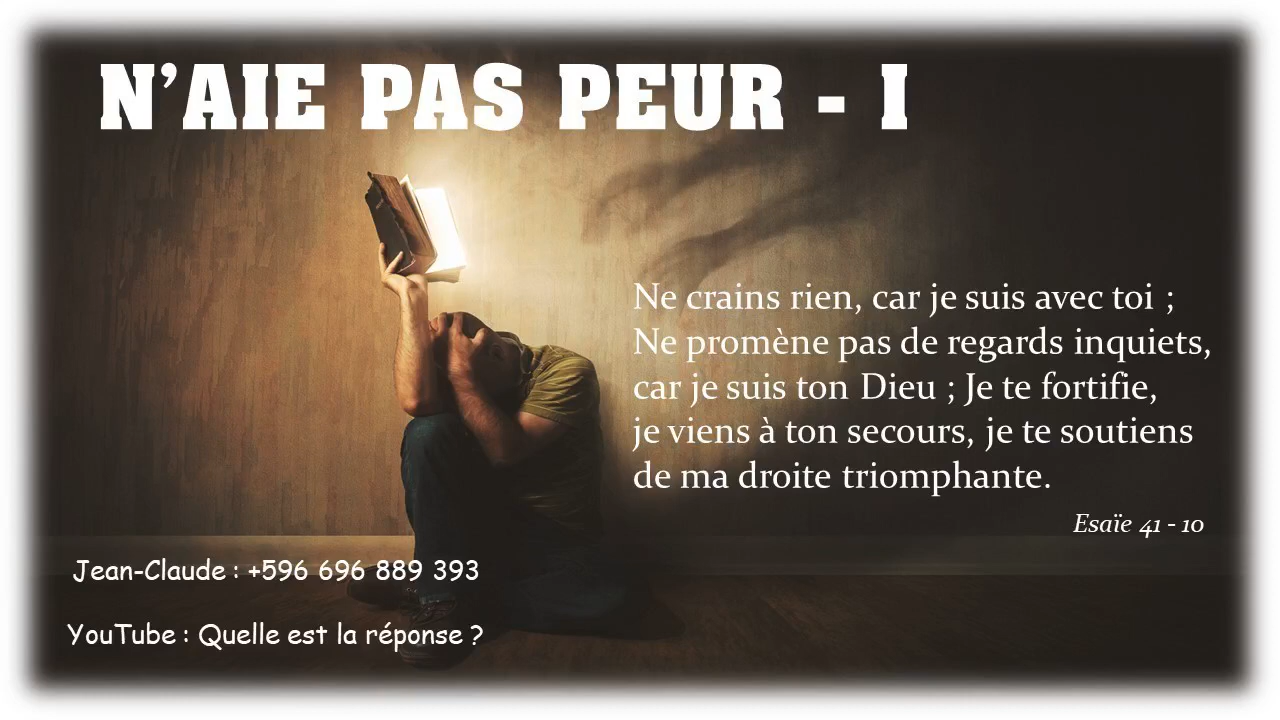 N’AIE PAS PEUR - I
Ne crains rien, car je suis avec toi ;
Ne promène pas de regards inquiets,
car je suis ton Dieu ; Je te fortifie,
je viens à ton secours, je te soutiens
de ma droite triomphante.
Esaïe 41 - 10
Jean-Claude : +596 696 889 393
YouTube : Quelle est la réponse ?